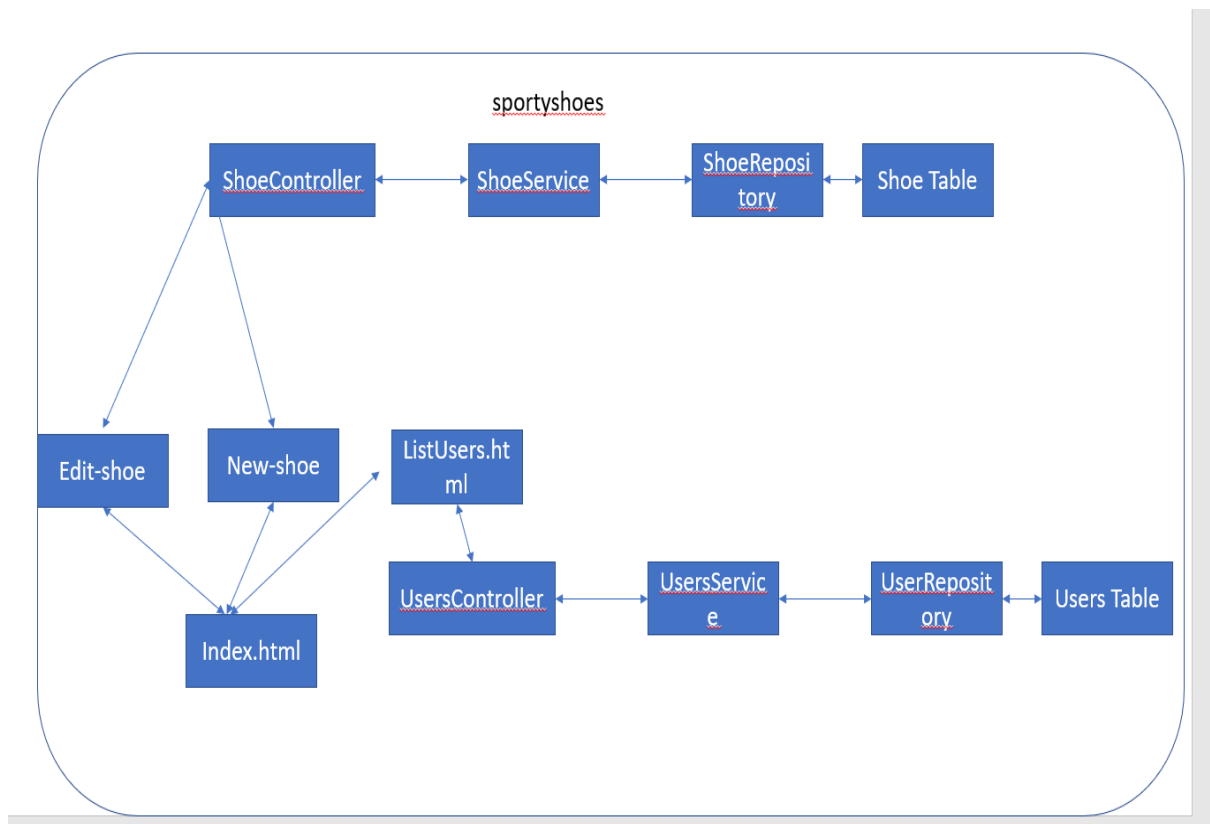 sportyshoes
ShoeController
ShoeService
ShoeReposi
tory
Shoe Table
Edit-shoe
New-shoe
ListUsers.ht
ml
UsersController
UsersServic
e
UserReposit
ory
Users Table
Index.html